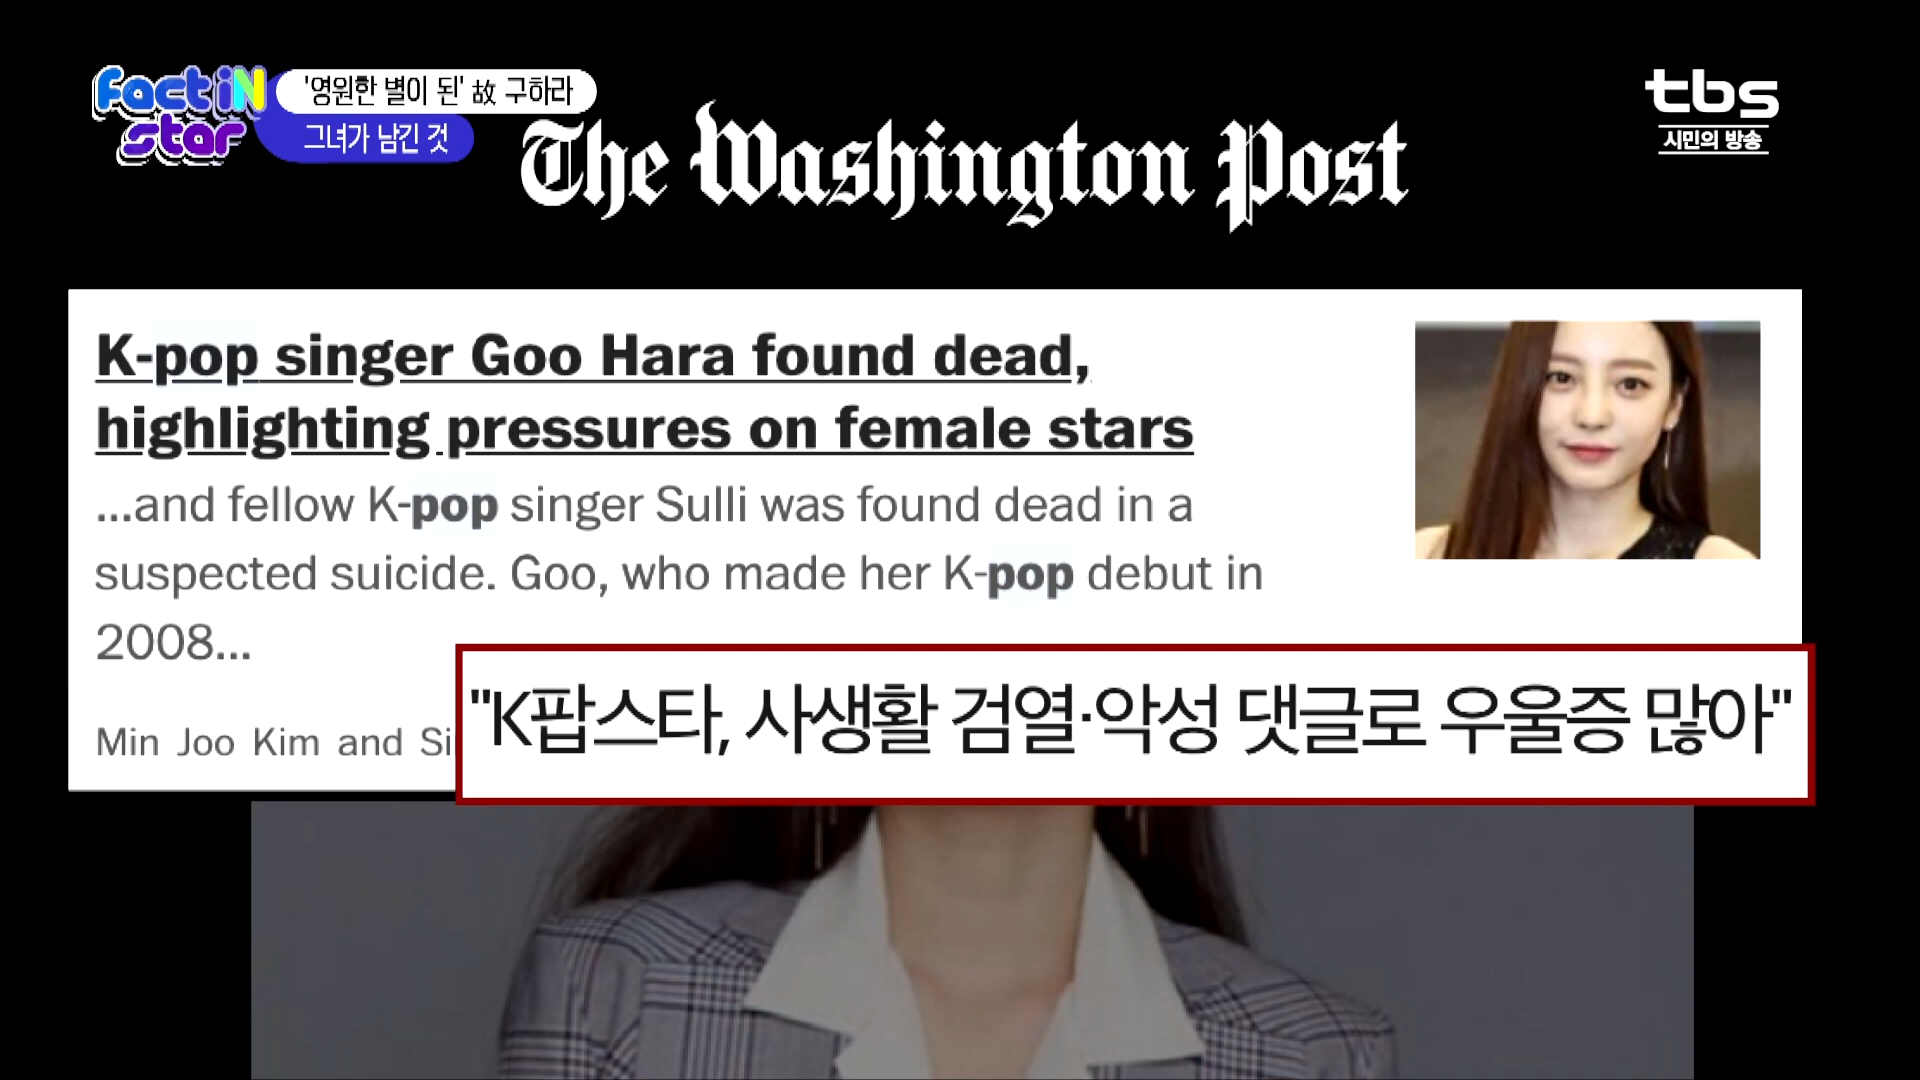 Fact iN
star
'영원한 별이 된' 故 구하라
그녀가 남긴 것
tbs
시민의 방송
The Washington Post
K-pop singer Goo Hara found dead,
highlighting pressures on female stars
...and fellow K-pop singer Sulli was found dead in a
suspected suicide. Goo, who made her K-pop debut in
2008...
Min Joo Kim and Si
"K팝스타, 사생활 검열·악성 댓글로 우울증 많아"